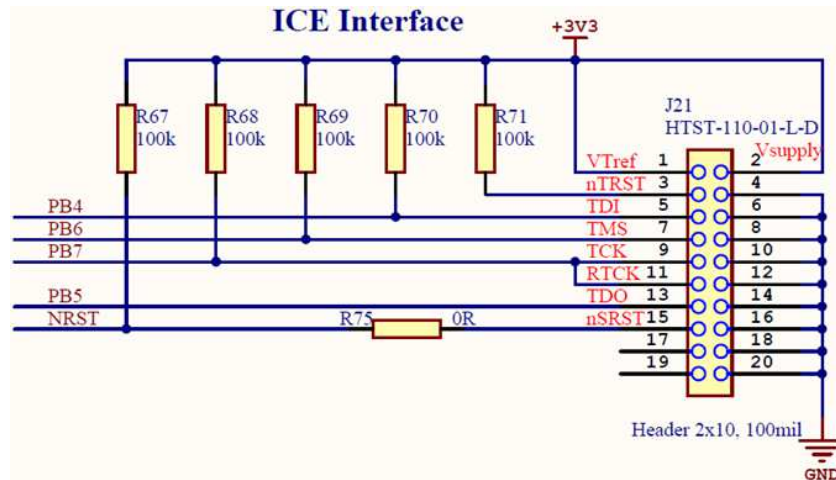 ICE Interface
+3V3
R67
100k
R68
100k
R69
100k
R70
100k
R71
100k
J21
HTST-110-01-L-D
VTref 1 2 Vsupply
nTRST 3 4
PB4 TDI 5 6
PB6 TMS 7 8
PB7 TCK 9 10
RTCK 11 12
PB5 TDO 13 14
NRST R75 0R nSRST 15 16
17 18
19 20
Header 2x10, 100mil
GND